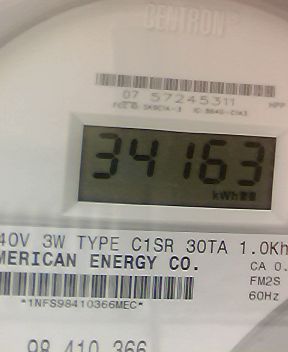 CENTRON
07 57245311
34163
kWh
40V 3W TYPE C1SR 30TA 1.0Kh
MERICAN ENERGY CO.
CA 0.
FM2S
*1NFS98410366MEC*
60Hz
98 410 366